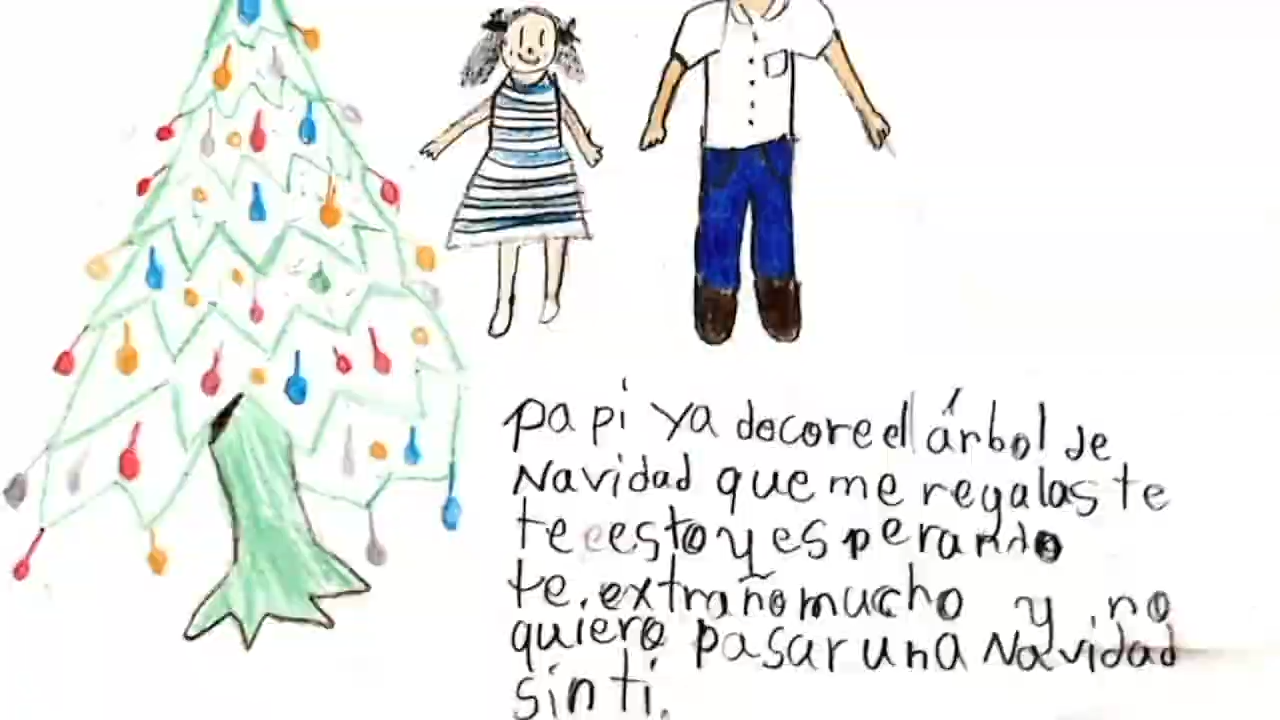 papi ya decore el árbol de
Navidad que me regalaste
te estoy esperando
te extraño mucho y no
quiero pasar una Navidad
sin ti.